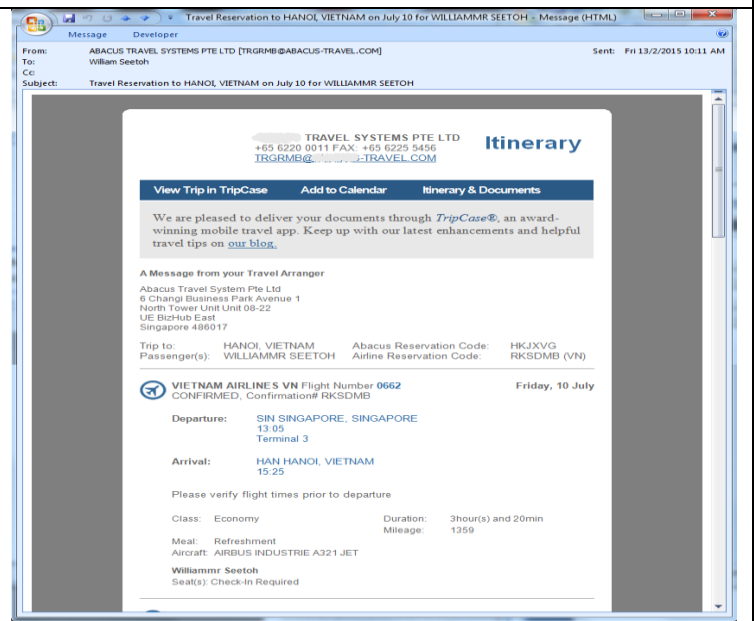 Travel Reservation to HANOI, VIETNAM on July 10 for WILLIAMMR SEETOH - Message (HTML)
Message Developer
From: ABACUS TRAVEL SYSTEMS PTE LTD [TRGRMB@ABACUS-TRAVEL.COM] Sent: Fri 13/2/2015 10:11 AM
To: William Seetoh
Cc:
Subject: Travel Reservation to HANOI, VIETNAM on July 10 for WILLIAMMR SEETOH
TRAVEL SYSTEMS PTE LTD
+65 6220 0011 FAX: +65 6225 5456
TRGRMB@ -TRAVEL.COM
Itinerary
View Trip in TripCase Add to Calendar Itinerary & Documents
We are pleased to deliver your documents through TripCase®, an award-
winning mobile travel app. Keep up with our latest enhancements and helpful
travel tips on our blog.
A Message from your Travel Arranger
Abacus Travel System Pte Ltd
6 Changi Business Park Avenue 1
North Tower Unit Unit 08-22
UE BizHub East
Singapore 486017
Trip to: HANOI, VIETNAM Abacus Reservation Code: HKJXVG
Passenger(s): WILLIAMMR SEETOH Airline Reservation Code: RKSDMB (VN)
VIETNAM AIRLINES VN Flight Number 0662 Friday, 10 July
CONFIRMED, Confirmation# RKSDMB
Departure: SIN SINGAPORE, SINGAPORE
13:05
Terminal 3
Arrival: HAN HANOI, VIETNAM
15:25
Please verify flight times prior to departure
Class: Economy Duration: 3hour(s) and 20min
Mileage: 1359
Meal: Refreshment
Aircraft: AIRBUS INDUSTRIE A321 JET
Williammr Seetoh
Seat(s): Check-In Required